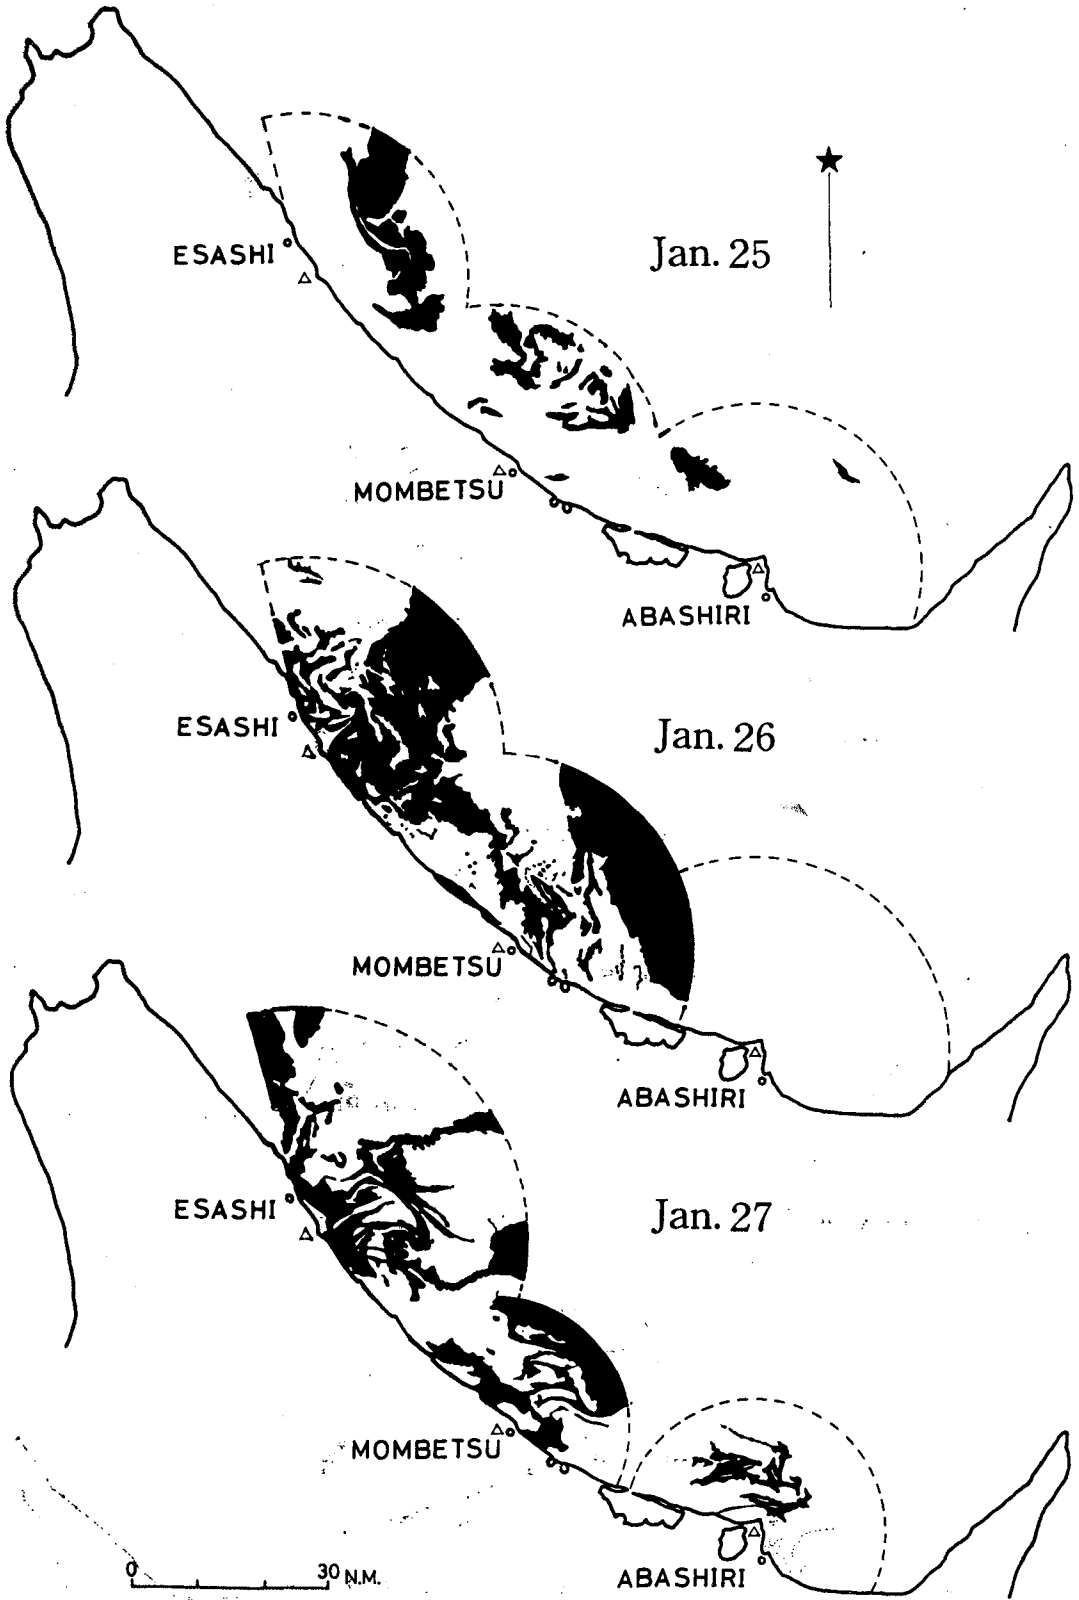 ESASHI
Jan. 25
MOMBETSU
ABASHIRI
ESASHI
Jan. 26
MOMBETSU
ABASHIRI
ESASHI
Jan. 27
MOMBETSU
ABASHIRI
0 30 N.M.